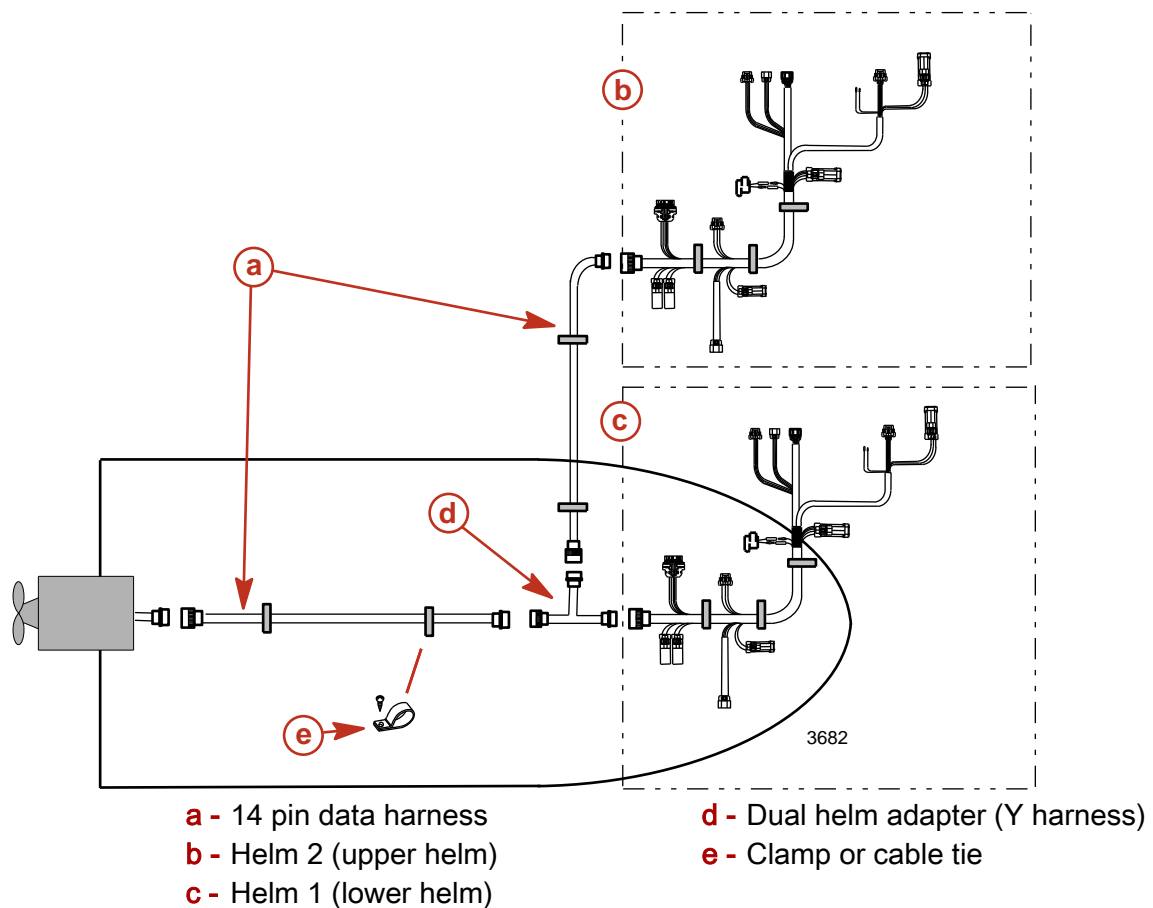 b
a
c
d
e
3682
a - 14 pin data harness
b - Helm 2 (upper helm)
c - Helm 1 (lower helm)
d - Dual helm adapter (Y harness)
e - Clamp or cable tie